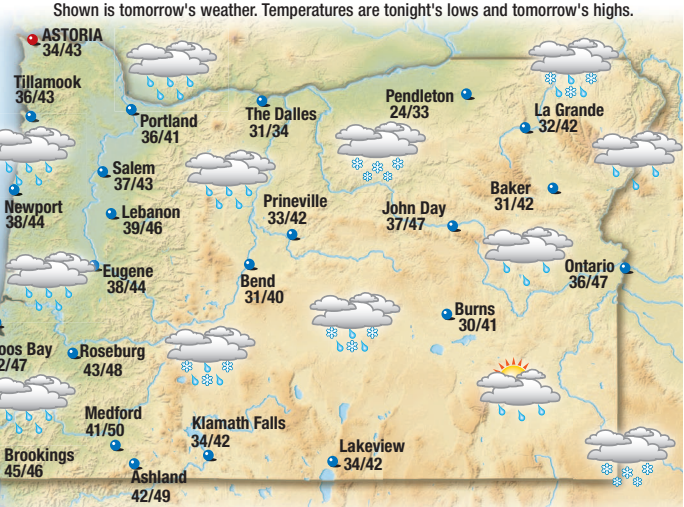 Shown is tomorrow's weather. Temperatures are tonight's lows and tomorrow's highs.
ASTORIA
34/43
Tillamook
36/43
Portland
36/41
The Dalles
31/34
Pendleton
24/33
La Grande
32/42
Salem
37/43
Newport
38/44
Lebanon
39/46
Prineville
33/42
John Day
37/47
Baker
31/42
Eugene
38/44
Bend
31/40
Ontario
36/47
Burns
30/41
oos Bay
2/47
Roseburg
43/48
Medford
41/50
Klamath Falls
34/42
Lakeview
34/42
Brookings
45/46
Ashland
42/49